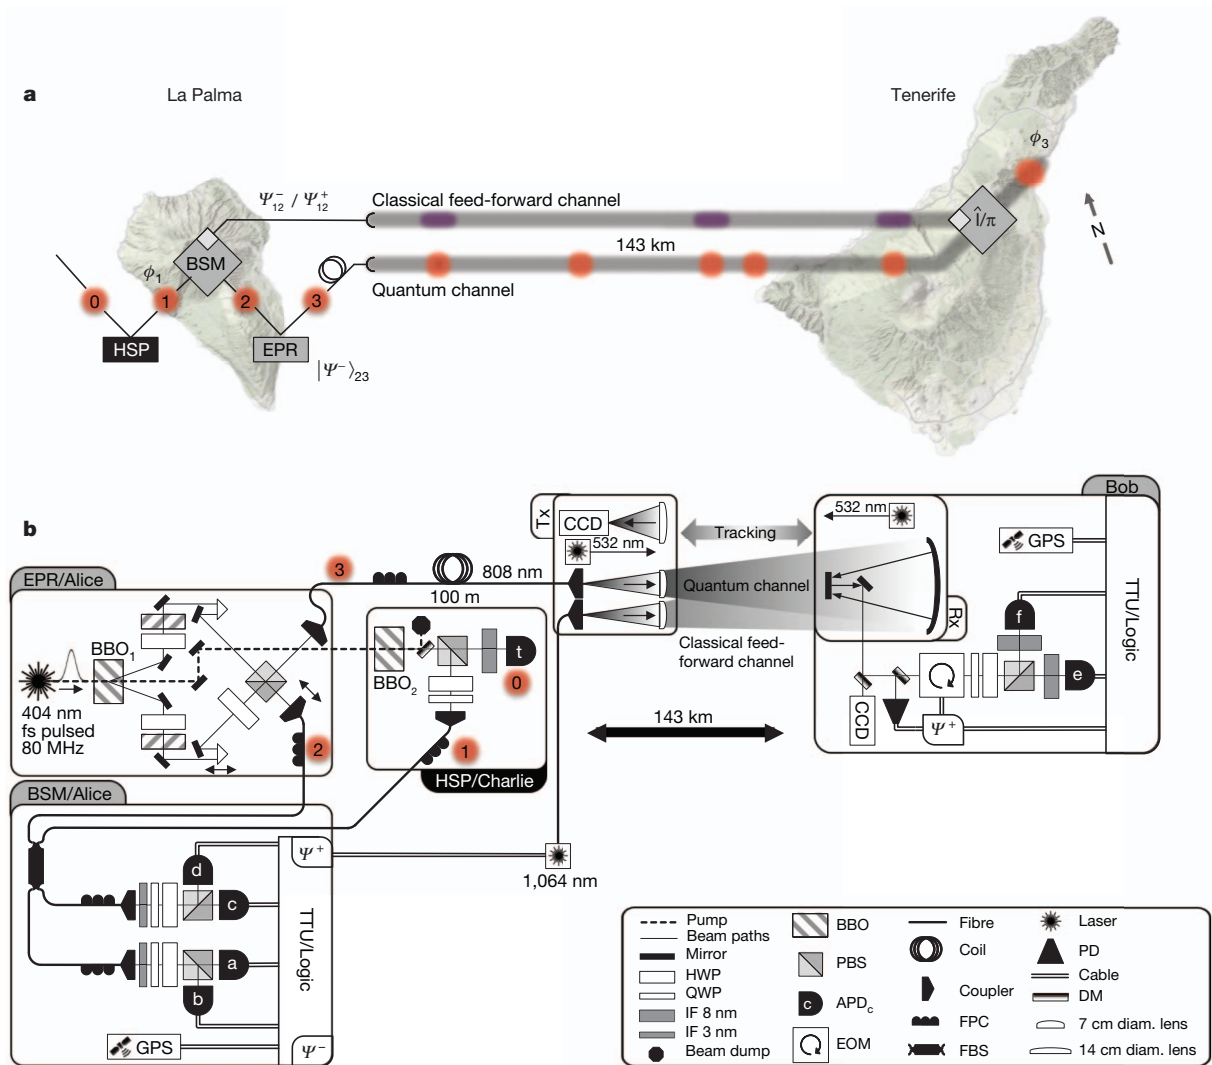 a
La Palma
Tenerife
ϕ3
Ψ−12 / Ψ+12
Classical feed-forward channel
Î/π
N
BSM
143 km
ϕ1
0
1
2
3
Quantum channel
HSP
EPR
|Ψ−⟩23
b
Bob
Tx
CCD
532 nm
532 nm
Tracking
GPS
EPR/Alice
3
808 nm
Quantum channel
100 m
Rx
TTU/Logic
f
BBO1
BBO2
t
0
Classical feed-
forward channel
e
404 nm
fs pulsed
80 MHz
2
1
143 km
CCD
Ψ+
HSP/Charlie
BSM/Alice
Ψ+
d
1,064 nm
c
TTU/Logic
a
b
GPS
Ψ−
Pump
Beam paths
Mirror
HWP
QWP
IF 8 nm
IF 3 nm
Beam dump
BBO
PBS
c
APDc
EOM
Fibre
Coil
Coupler
FPC
FBS
Laser
PD
Cable
DM
7 cm diam. lens
14 cm diam. lens